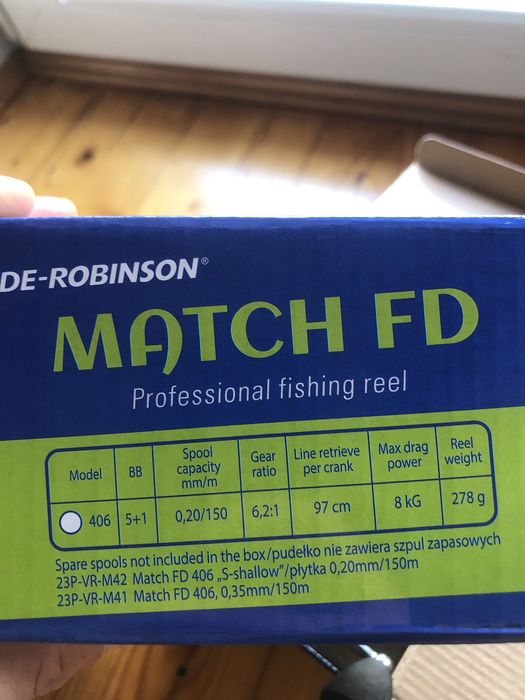 DE-ROBINSON®
MATCH FD
Professional fishing reel
Model BB Spool capacity mm/m Gear ratio Line retrieve per crank Max drag power Reel weight
406 5+1 0,20/150 6,2:1 97 cm 8 kG 278 g
Spare spools not included in the box/pudełko nie zawiera szpul zapasowych
23P-VR-M42 Match FD 406 „S-shallow"/płytka 0,20mm/150m
23P-VR-M41 Match FD 406, 0,35mm/150m